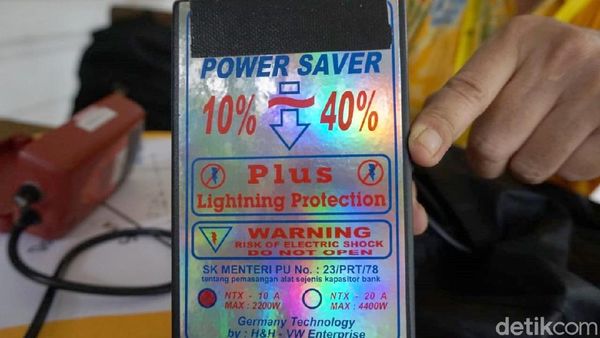 POWER SAVER
10% ~ 40%
Plus
Lightning Protection
WARNING
RISK OF ELECTRIC SHOCK
DO NOT OPEN
SK MENTERI PU No. : 23/PRT/78
tentang pemasangan alat sejenis kapasitor bank
NTX - 10 A NTX - 20 A
MAX : 2200W MAX : 4400W
Germany Technology
by : H&H - VW Enterprise
detikcom